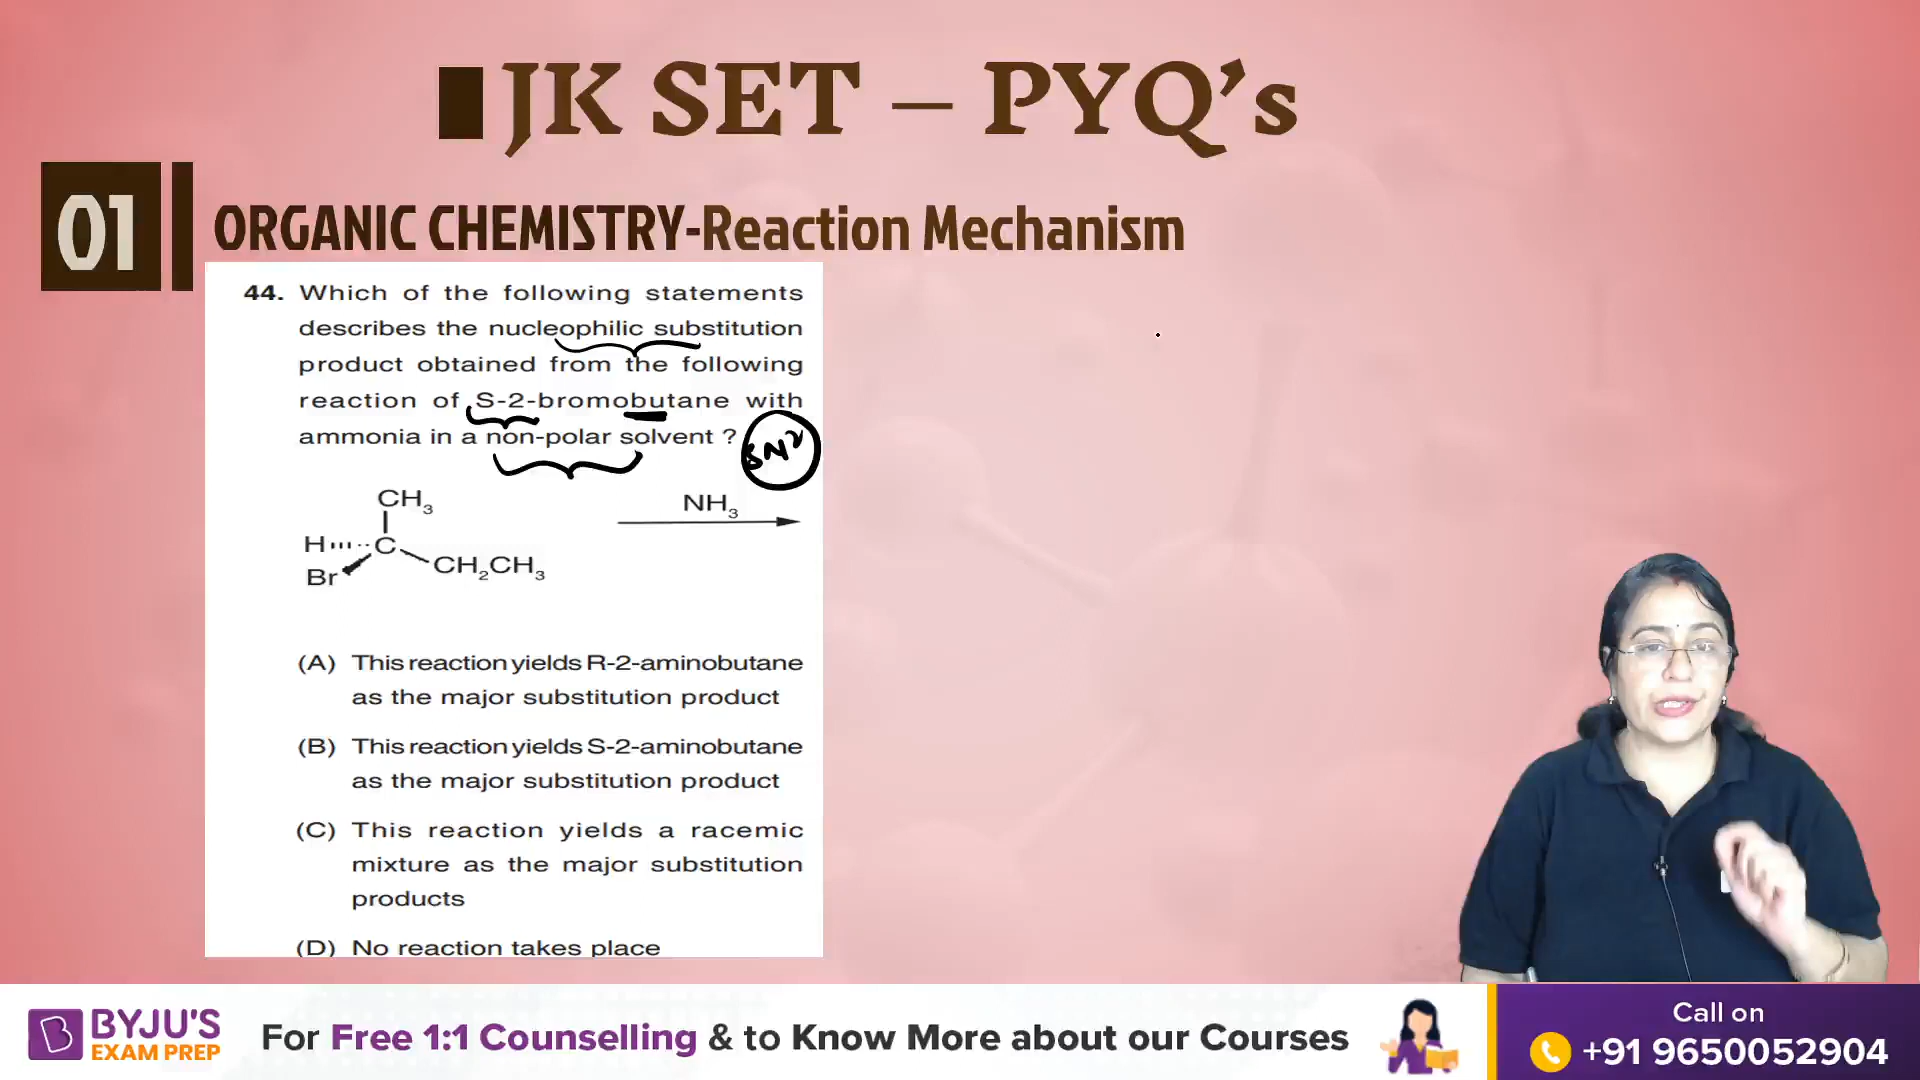 JK SET – PYQ's
01
ORGANIC CHEMISTRY-Reaction Mechanism
44. Which of the following statements
describes the nucleophilic substitution
product obtained from the following
reaction of S-2-bromobutane with
ammonia in a non-polar solvent ?
SN2
CH3
NH3
H C
Br
CH2CH3
(A) This reaction yields R-2-aminobutane
as the major substitution product
(B) This reaction yields S-2-aminobutane
as the major substitution product
(C) This reaction yields a racemic
mixture as the major substitution
products
(D) No reaction takes place
BYJU'S
EXAM PREP
For Free 1:1 Counselling & to Know More about our Courses
Call on
+91 9650052904